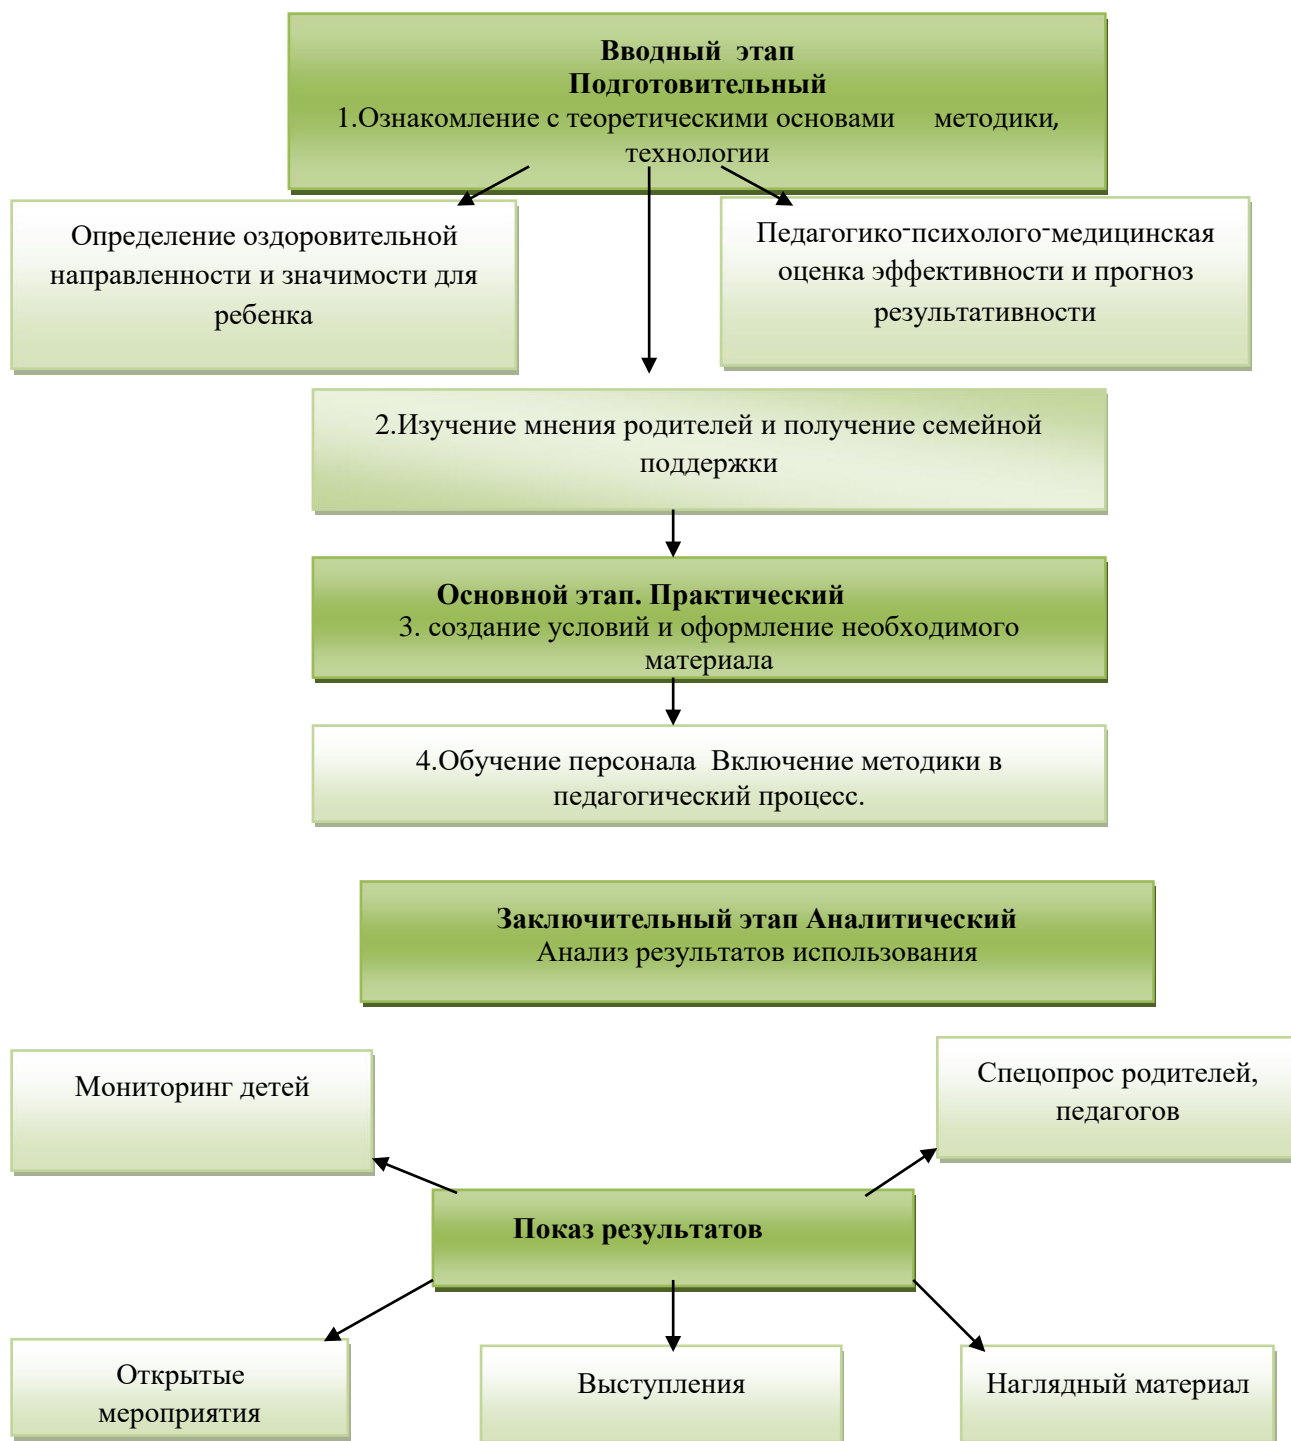 Вводный этап
Подготовительный
1.Ознакомление с теоретическими основами методики,
технологии
Определение оздоровительной
направленности и значимости для
ребенка
Педагогико-психолого-медицинская
оценка эффективности и прогноз
результативности
2.Изучение мнения родителей и получение семейной
поддержки
Основной этап. Практический
3. создание условий и оформление необходимого
материала
4.Обучение персонала Включение методики в
педагогический процесс.
Заключительный этап Аналитический
Анализ результатов использования
Мониторинг детей
Спецопрос родителей,
педагогов
Показ результатов
Открытые
мероприятия
Выступления
Наглядный материал